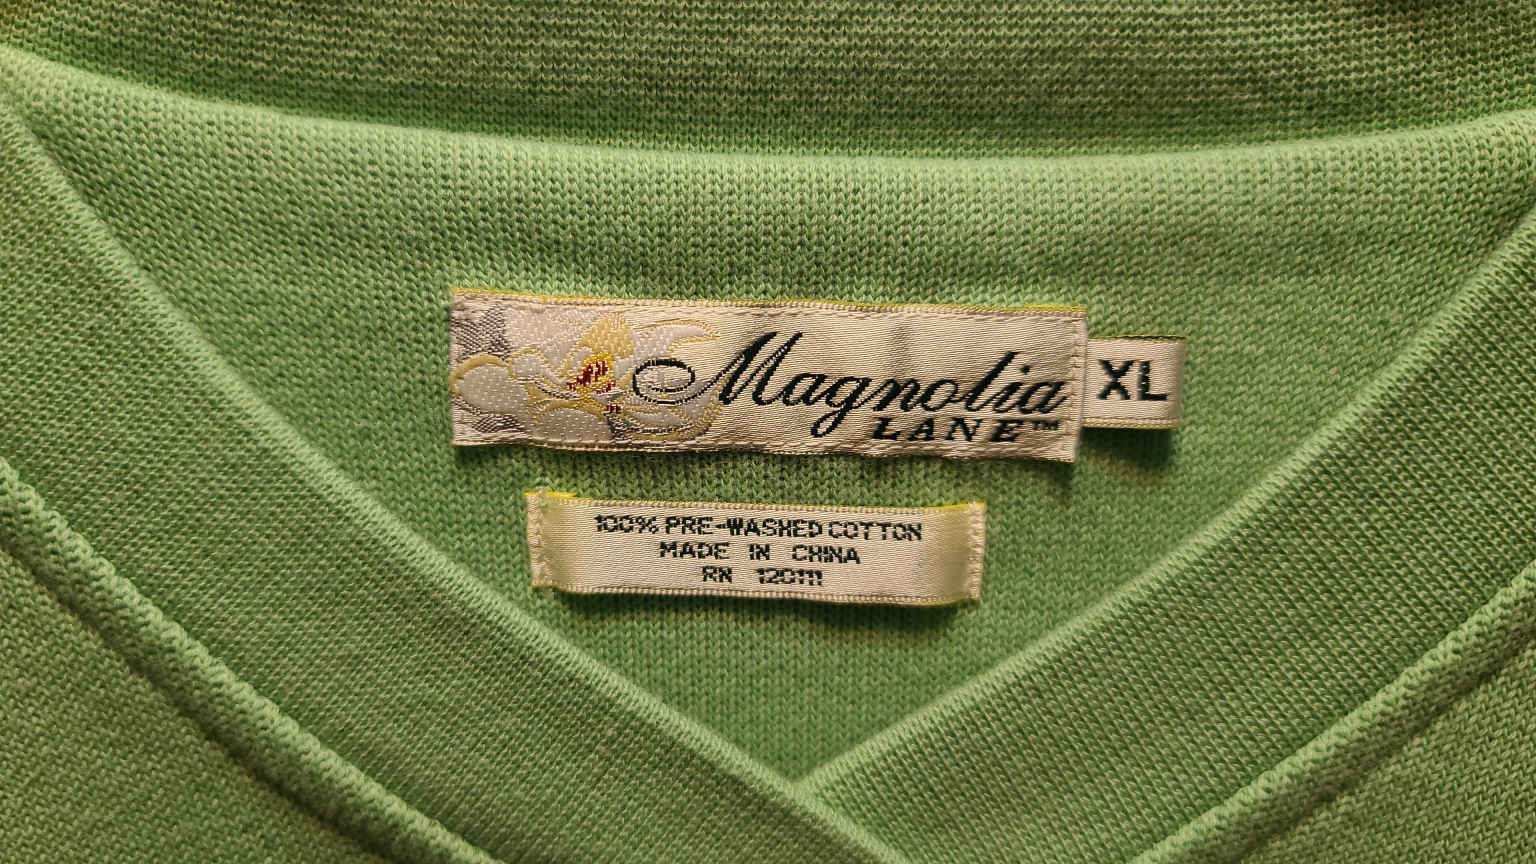 Magnolia
LANE™
XL
100% PRE-WASHED COTTON
MADE IN CHINA
RN 120111